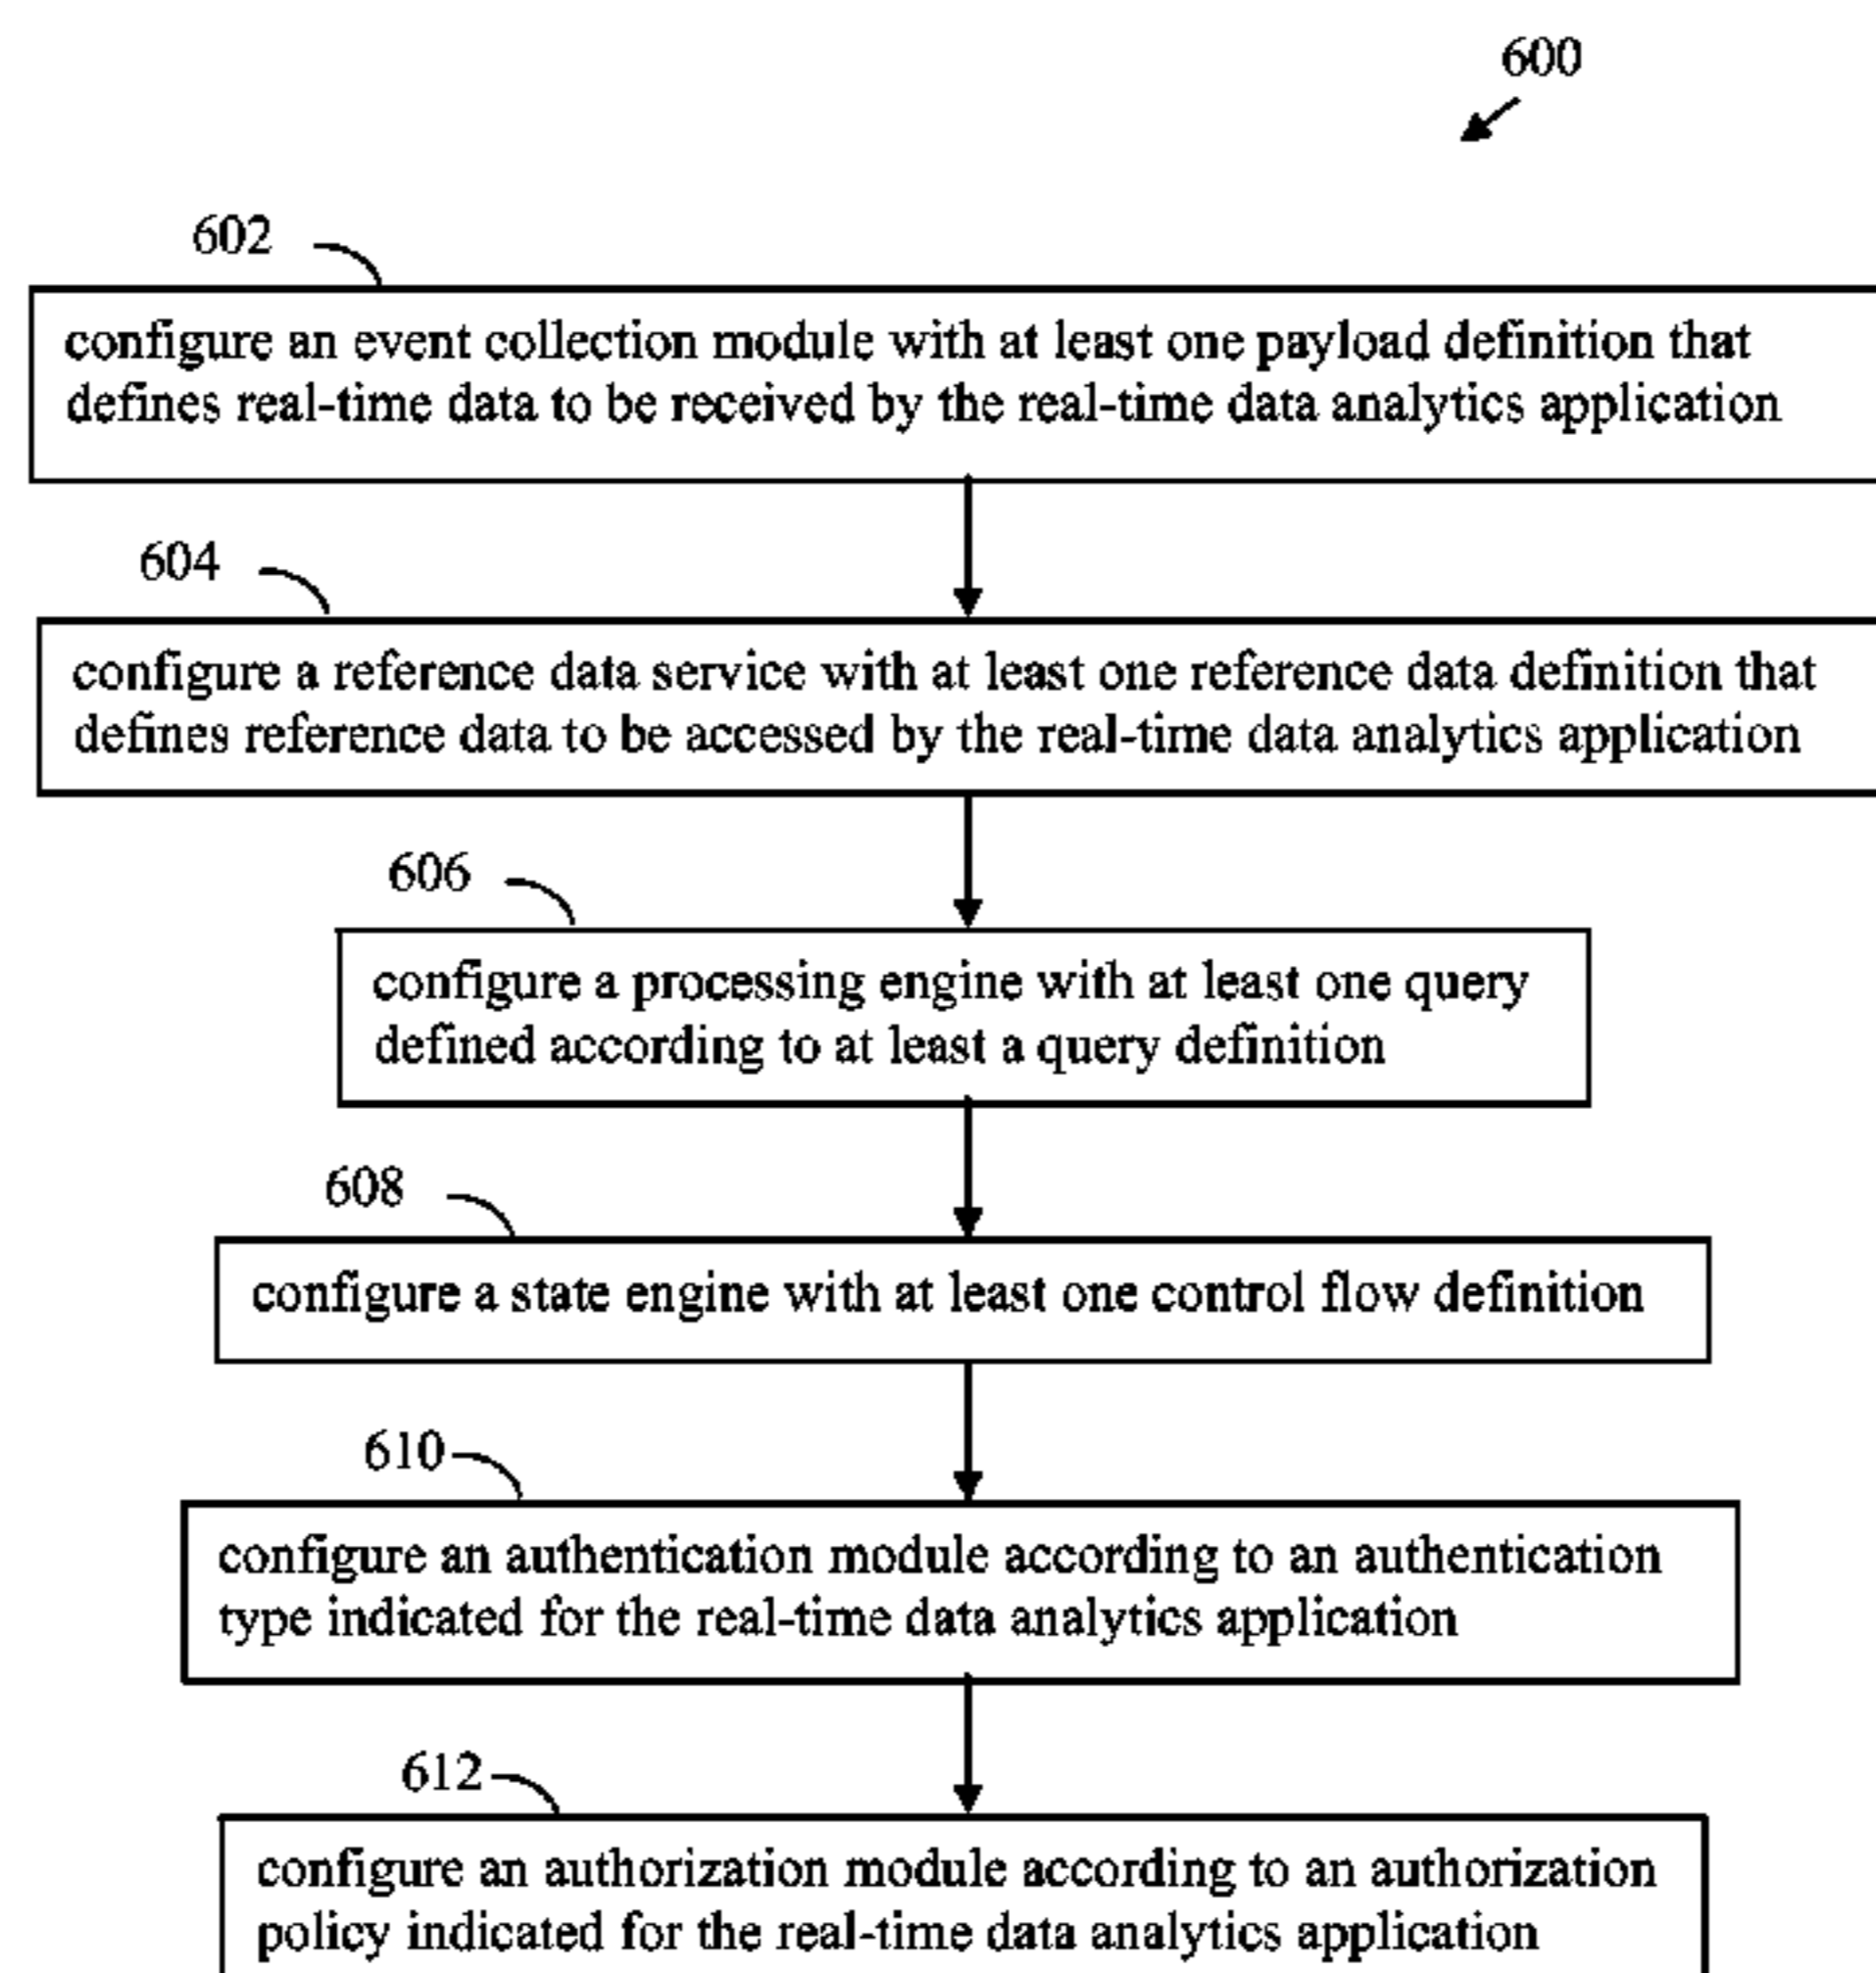 600
602
configure an event collection module with at least one payload definition that
defines real-time data to be received by the real-time data analytics application
604
configure a reference data service with at least one reference data definition that
defines reference data to be accessed by the real-time data analytics application
606
configure a processing engine with at least one query
defined according to at least a query definition
608
configure a state engine with at least one control flow definition
610
configure an authentication module according to an authentication
type indicated for the real-time data analytics application
612
configure an authorization module according to an authorization
policy indicated for the real-time data analytics application